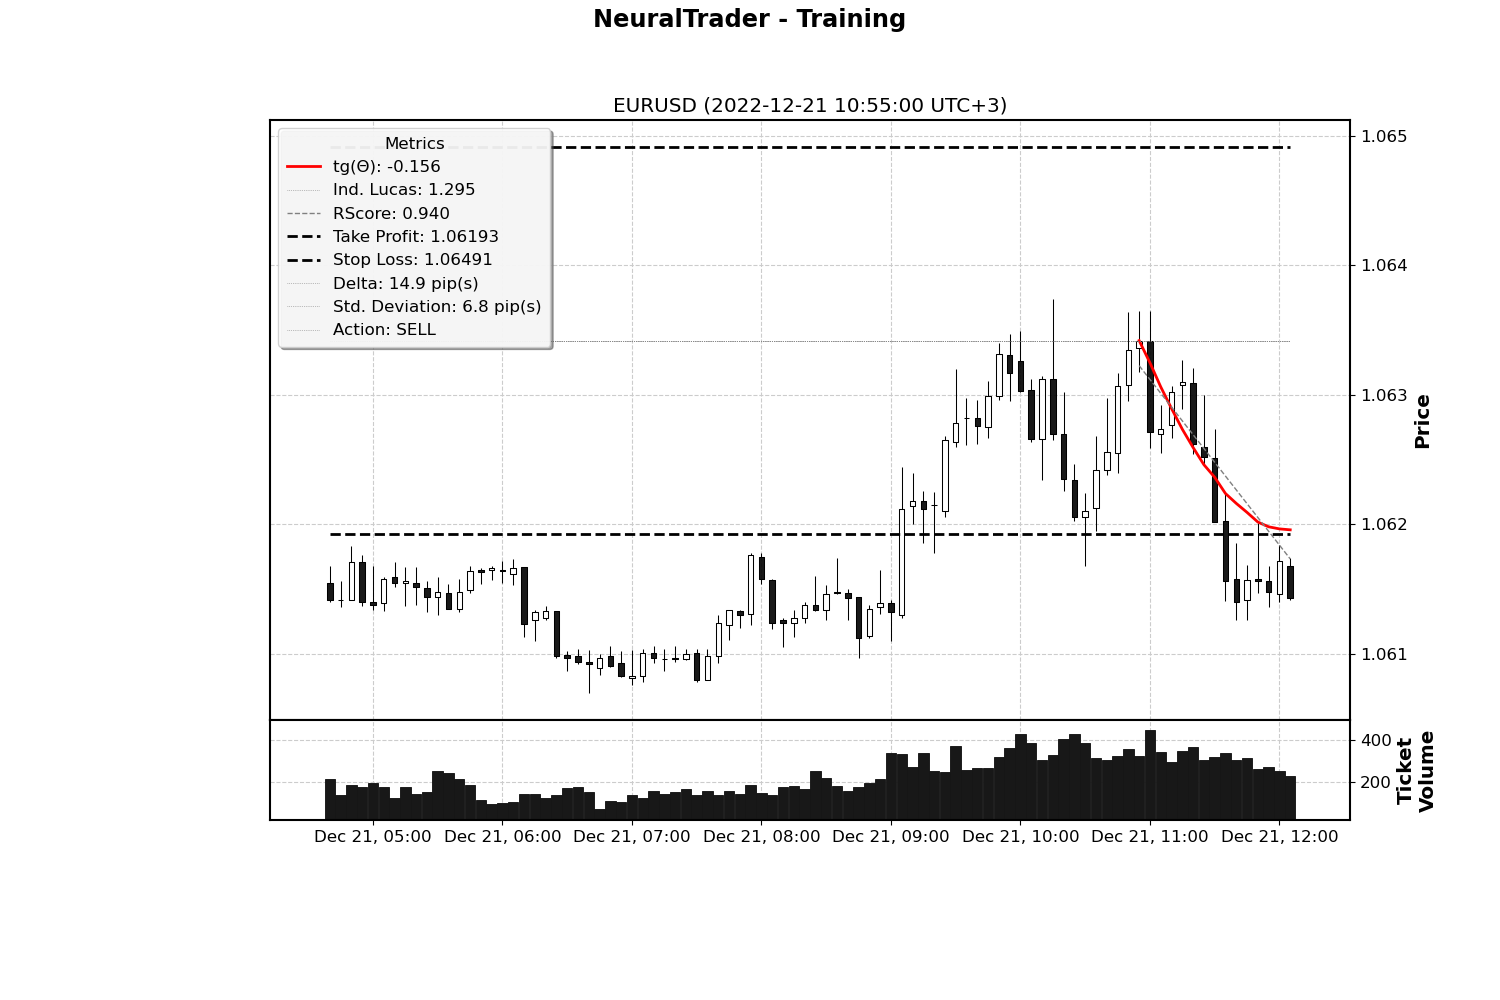 NeuralTrader - Training
EURUSD (2022-12-21 10:55:00 UTC+3)
Metrics
tg(Θ): -0.156
Ind. Lucas: 1.295
RScore: 0.940
Take Profit: 1.06193
Stop Loss: 1.06491
Delta: 14.9 pip(s)
Std. Deviation: 6.8 pip(s)
Action: SELL
1.065
1.064
1.063
1.062
1.061
Price
400
200
Ticket
Volume
Dec 21, 05:00 Dec 21, 06:00 Dec 21, 07:00 Dec 21, 08:00 Dec 21, 09:00 Dec 21, 10:00 Dec 21, 11:00 Dec 21, 12:00